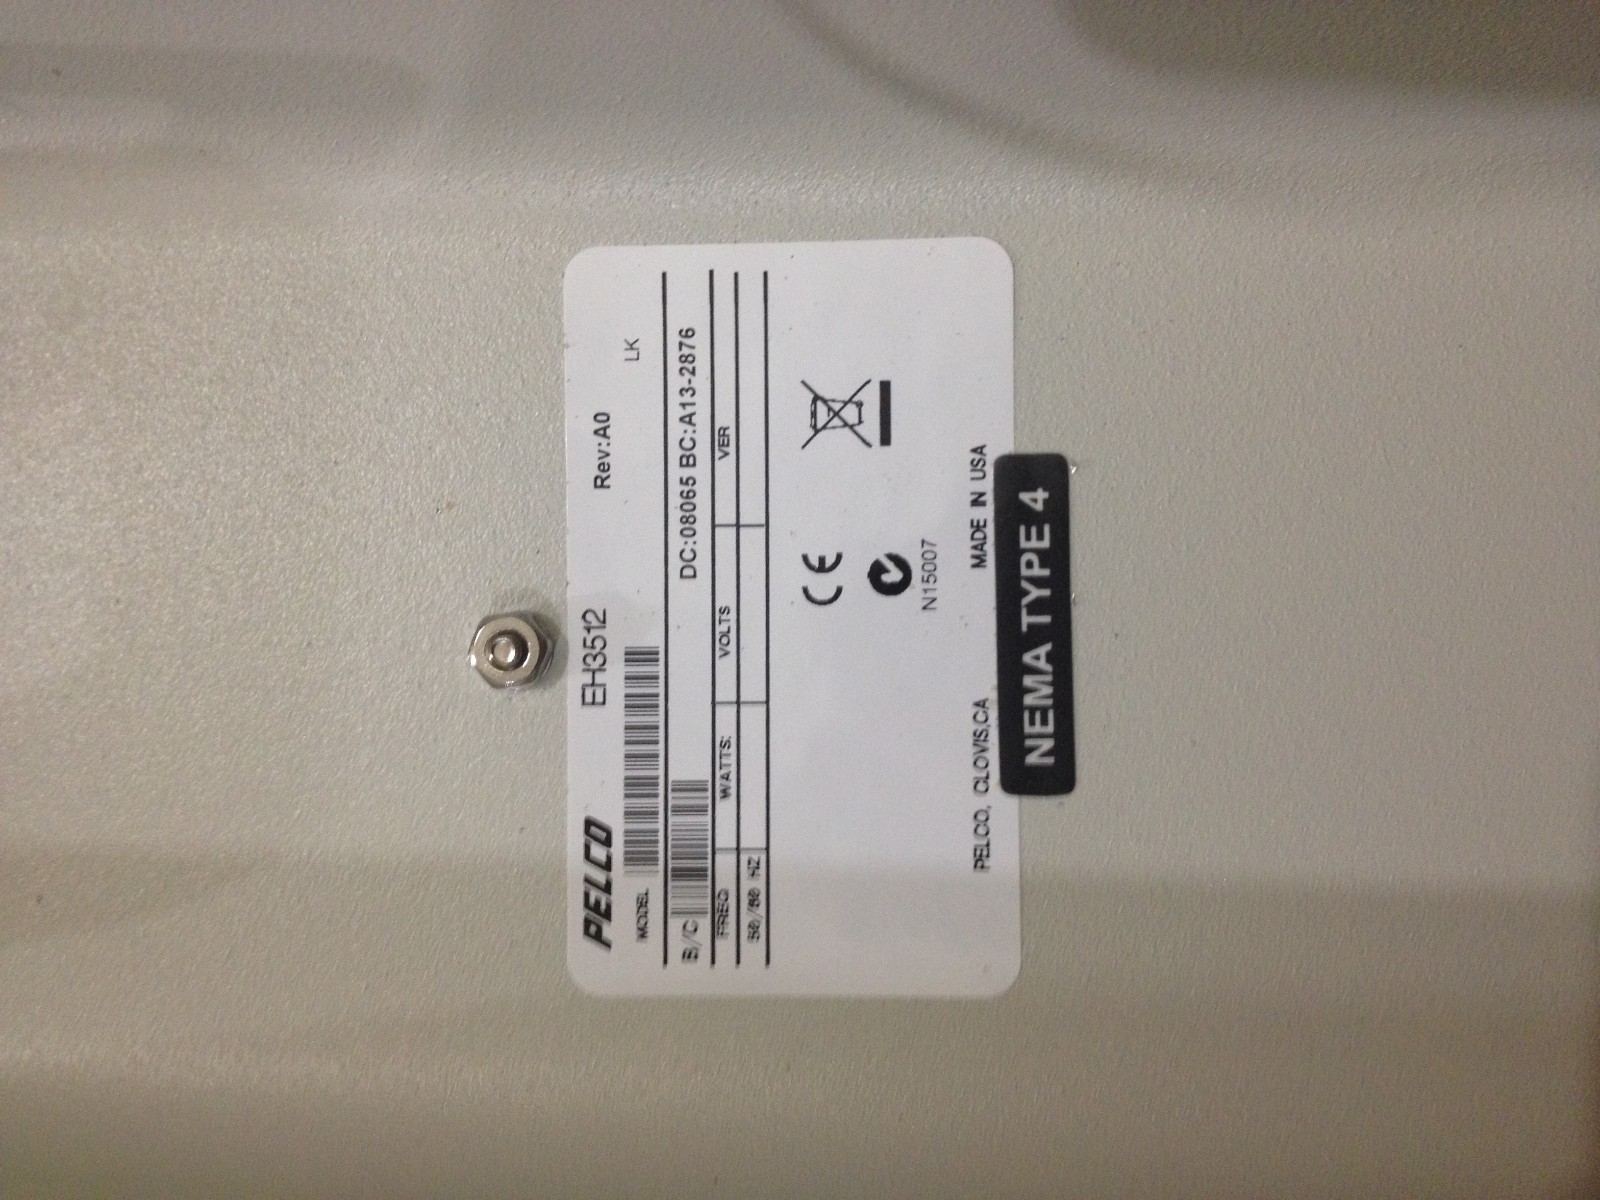 PELCO EH3512 Rev:A0
MODEL LK
B/C DC:08065 BC:A13-2876
FREQ WATTS: VOLTS VER
50/60 HZ
CE
N15007
PELCO, CLOVIS,CA MADE IN USA
NEMA TYPE 4